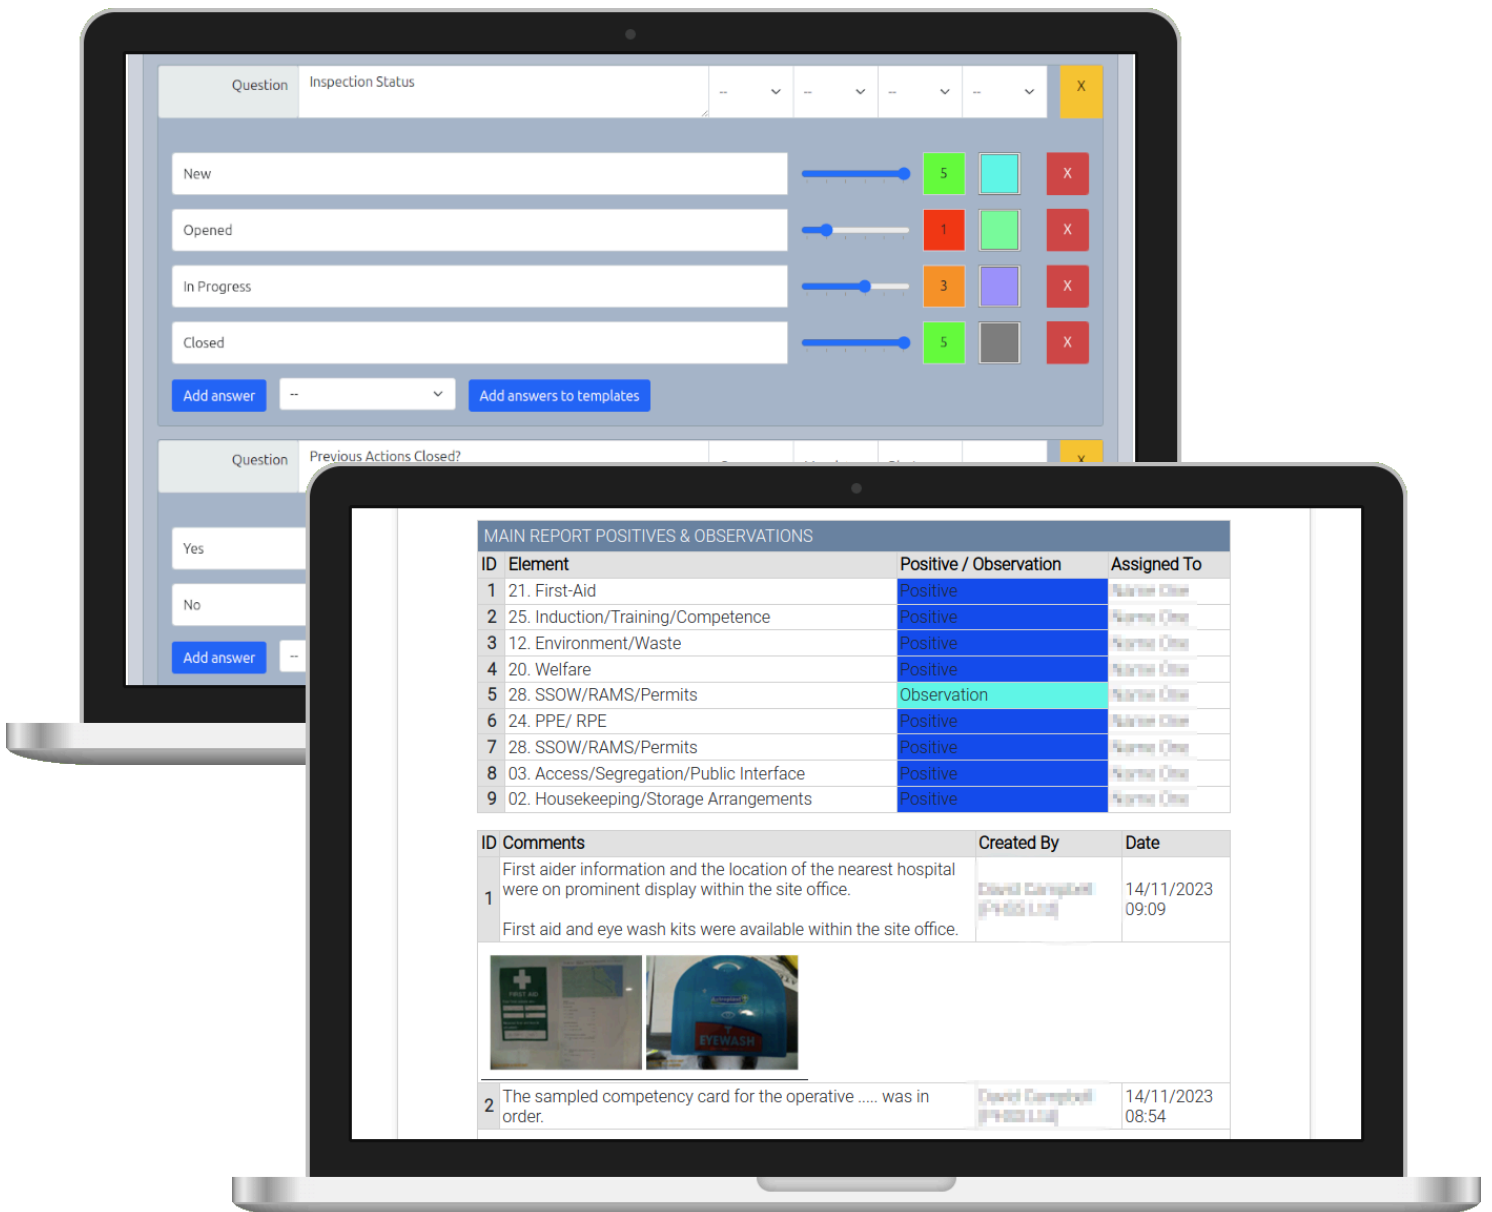 Question Inspection Status -- -- -- -- X
New 5 X
Opened 1 X
In Progress 3 X
Closed 5 X
Add answer -- Add answers to templates
Question Previous Actions Closed? X
Yes
No
Add answer --
MAIN REPORT POSITIVES & OBSERVATIONS
ID Element Positive / Observation Assigned To
1 21. First-Aid Positive
2 25. Induction/Training/Competence Positive
3 12. Environment/Waste Positive
4 20. Welfare Positive
5 28. SSOW/RAMS/Permits Observation
6 24. PPE/ RPE Positive
7 28. SSOW/RAMS/Permits Positive
8 03. Access/Segregation/Public Interface Positive
9 02. Housekeeping/Storage Arrangements Positive
ID Comments Created By Date
1 First aider information and the location of the nearest hospital
were on prominent display within the site office.
First aid and eye wash kits were available within the site office.
14/11/2023
09:09
FIRST AID
EYEWASH
2 The sampled competency card for the operative ..... was in
order.
14/11/2023
08:54